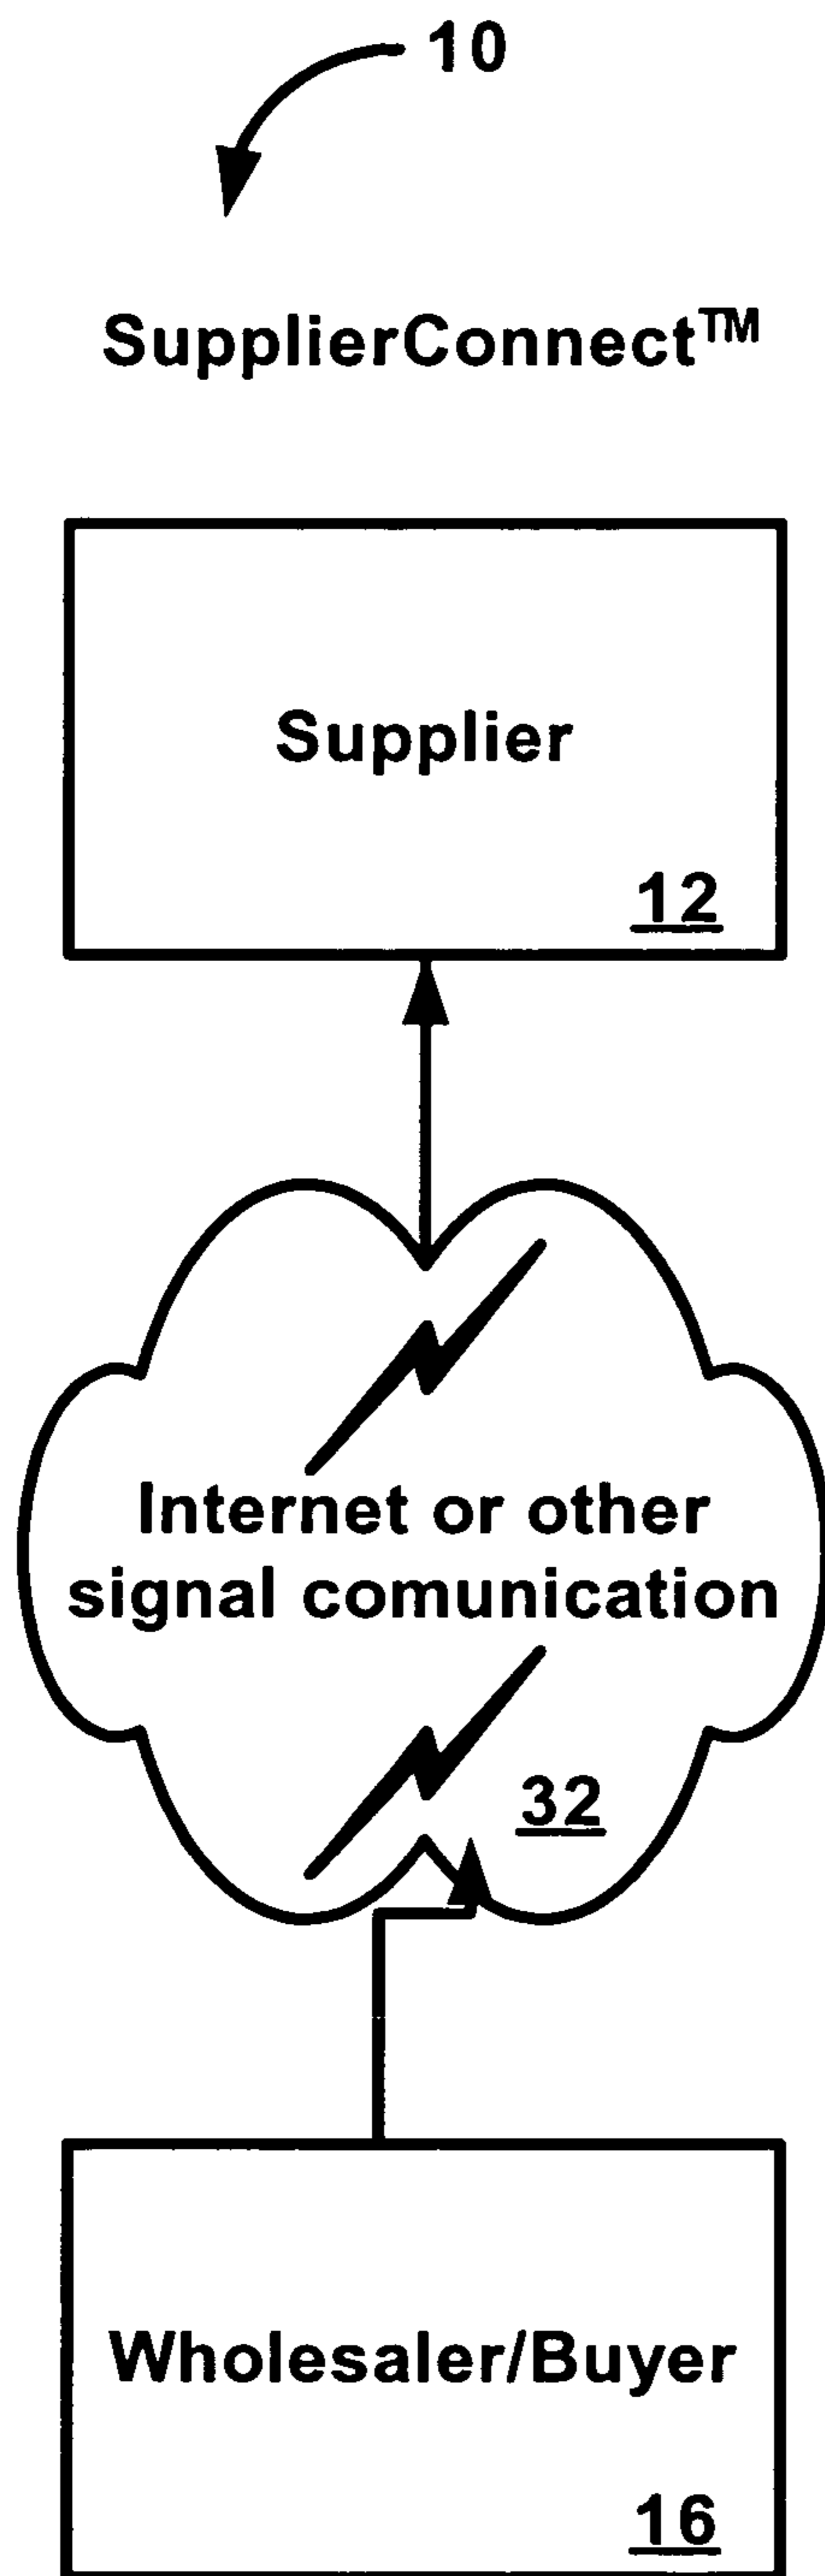 10
SupplierConnect™
Supplier
12
Internet or other
signal comunication
32
Wholesaler/Buyer
16